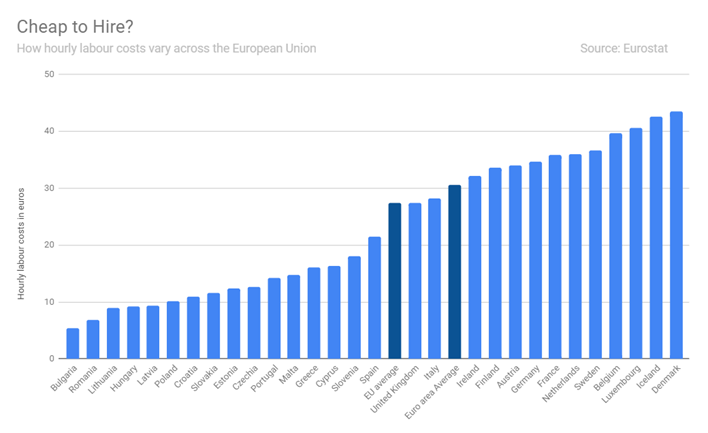 Cheap to Hire?
How hourly labour costs vary across the European Union
Source: Eurostat
Hourly labour costs in euros
50
40
30
20
10
0
Bulgaria
Romania
Lithuania
Hungary
Latvia
Poland
Croatia
Slovakia
Estonia
Czechia
Portugal
Malta
Greece
Cyprus
Slovenia
Spain
EU average
United Kingdom
Italy
Euro area Average
Ireland
Finland
Austria
Germany
France
Netherlands
Sweden
Belgium
Luxembourg
Iceland
Denmark